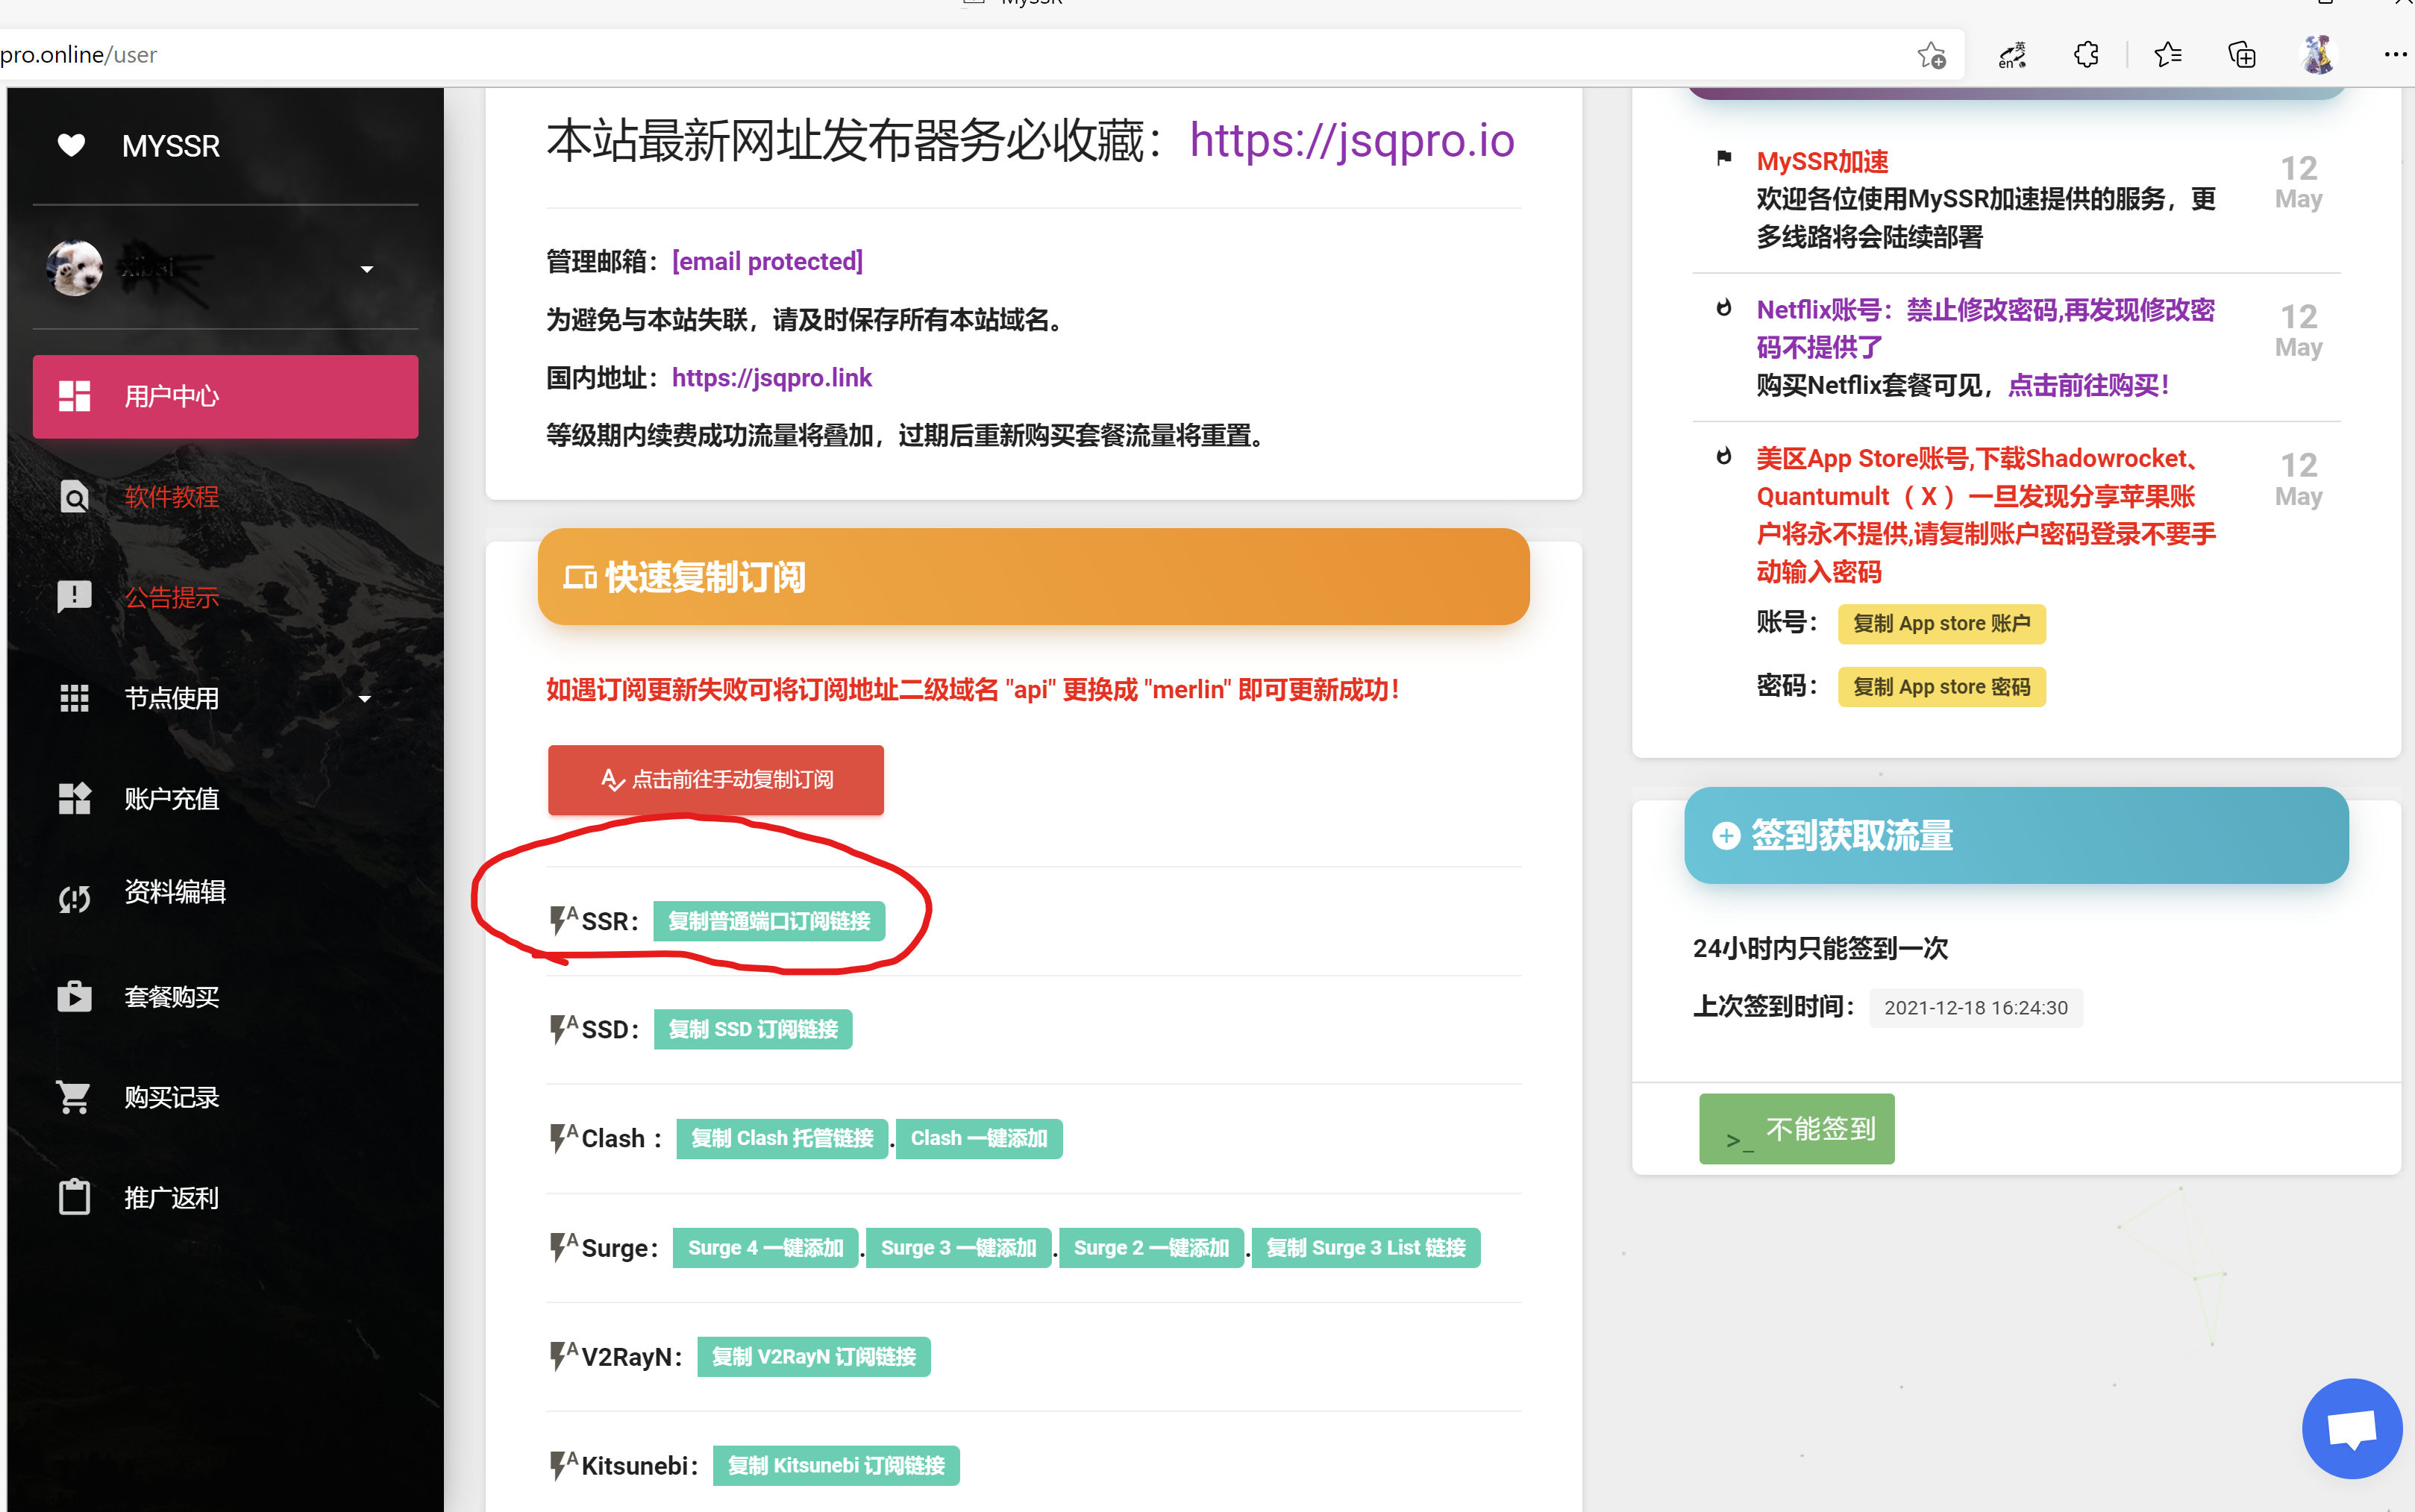 MySSR
pro.online/user
MYSSR
用户中心
软件教程
公告提示
节点使用
账户充值
资料编辑
套餐购买
购买记录
推广返利
本站最新网址发布器务必收藏：https://jsqpro.io
管理邮箱：[email protected]
为避免与本站失联，请及时保存所有本站域名。
国内地址：https://jsqpro.link
等级期内续费成功流量将叠加，过期后重新购买套餐流量将重置。
快速复制订阅
如遇订阅更新失败可将订阅地址二级域名 "api" 更换成 "merlin" 即可更新成功！
点击前往手动复制订阅
SSR： 复制普通端口订阅链接
SSD： 复制 SSD 订阅链接
Clash： 复制 Clash 托管链接 . Clash 一键添加
Surge： Surge 4 一键添加 . Surge 3 一键添加 . Surge 2 一键添加 . 复制 Surge 3 List 链接
V2RayN： 复制 V2RayN 订阅链接
Kitsunebi： 复制 Kitsunebi 订阅链接
MySSR加速
欢迎各位使用MySSR加速提供的服务，更
多线路将会陆续部署
12
May
Netflix账号：禁止修改密码,再发现修改密
码不提供了
购买Netflix套餐可见，点击前往购买！
12
May
美区App Store账号,下载Shadowrocket、
Quantumult（X）一旦发现分享苹果账
户将永不提供,请复制账户密码登录不要手
动输入密码
12
May
账号： 复制 App store 账户
密码： 复制 App store 密码
签到获取流量
24小时内只能签到一次
上次签到时间： 2021-12-18 16:24:30
>_ 不能签到